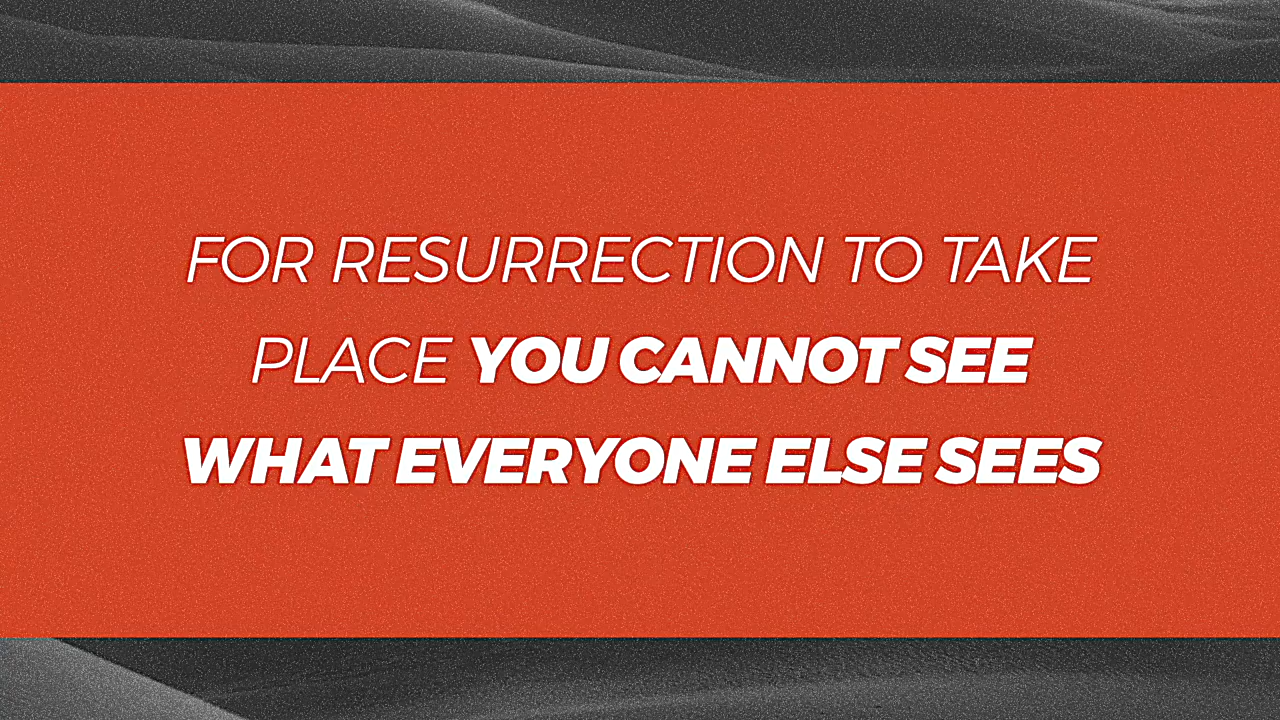 FOR RESURRECTION TO TAKE
PLACE YOU CANNOT SEE
WHAT EVERYONE ELSE SEES